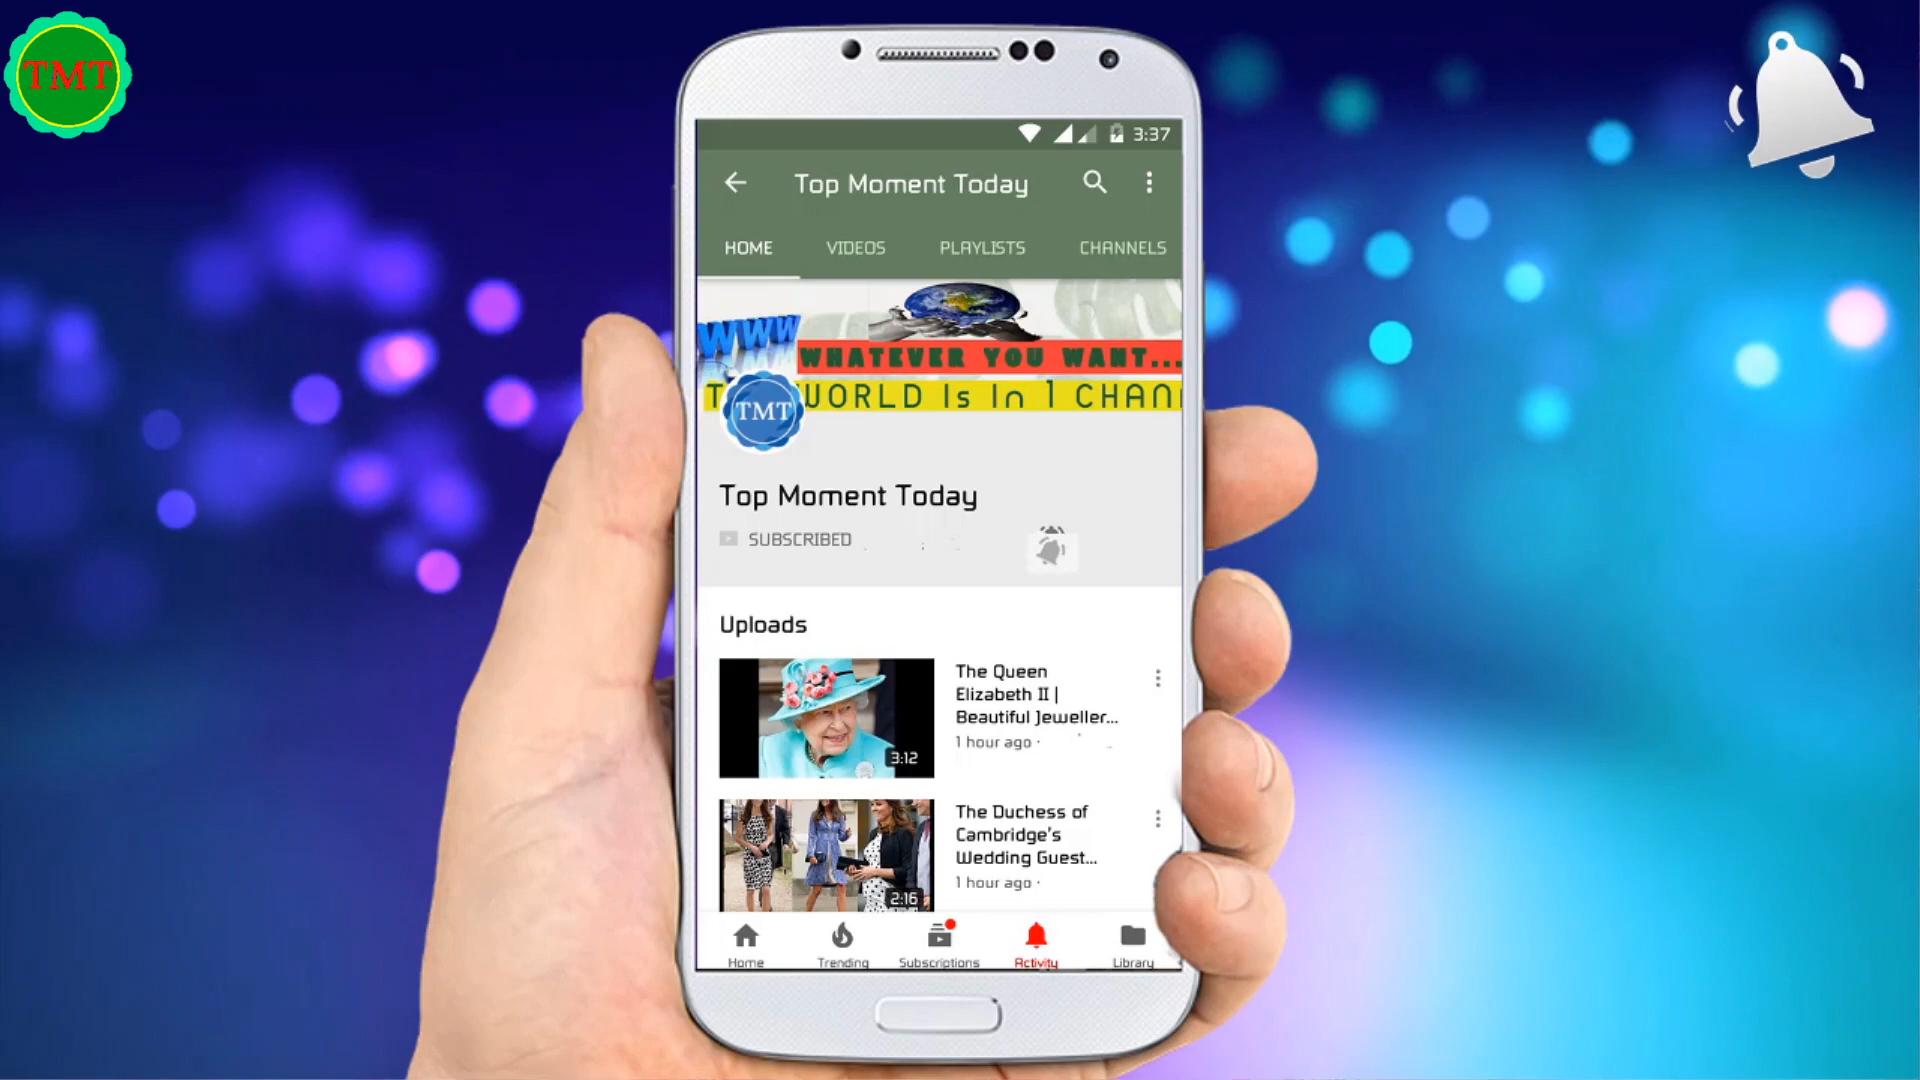 TMT
3:37
Top Moment Today
HOME VIDEOS PLAYLISTS CHANNELS
WWW
WHATEVER YOU WANT...
WORLD Is In 1 CHAN
TMT
Top Moment Today
SUBSCRIBED
Uploads
The Queen
Elizabeth II |
Beautiful Jeweller...
1 hour ago ·
3:12
The Duchess of
Cambridge's
Wedding Guest...
1 hour ago ·
2:16
Home Trending Subscriptions Activity Library